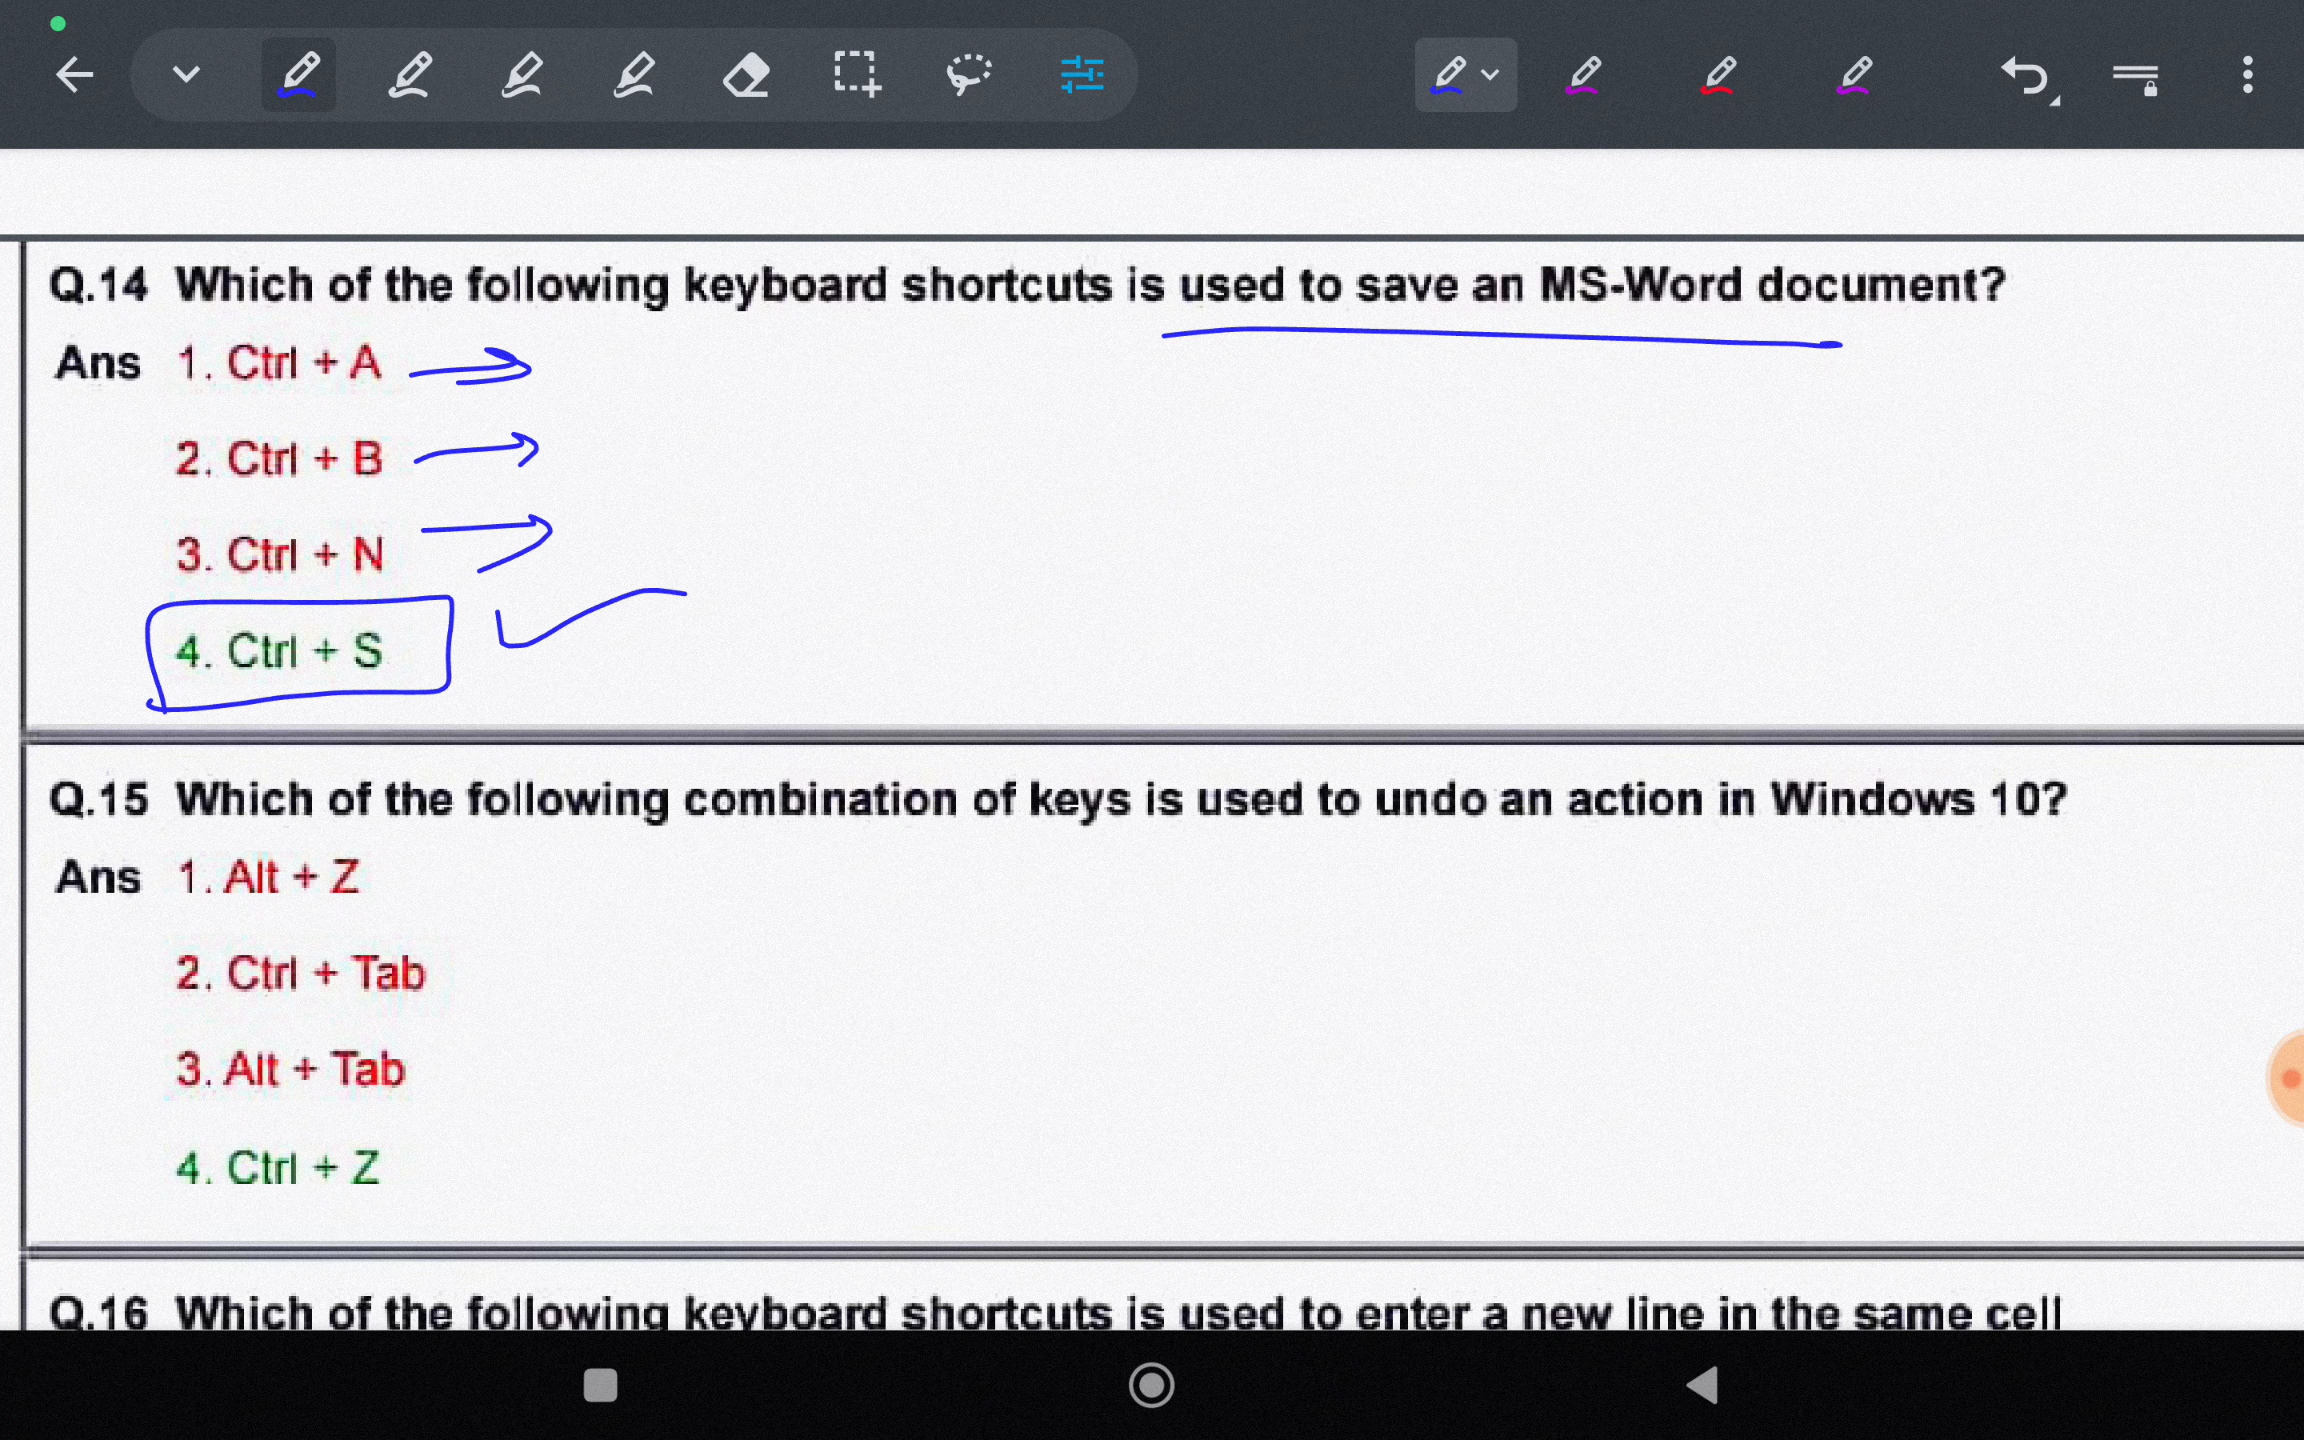 Q.14 Which of the following keyboard shortcuts is used to save an MS-Word document?
Ans 1. Ctrl + A
2. Ctrl + B
3. Ctrl + N
4. Ctrl + S
Q.15 Which of the following combination of keys is used to undo an action in Windows 10?
Ans 1. Alt + Z
2. Ctrl + Tab
3. Alt + Tab
4. Ctrl + Z
Q.16 Which of the following keyboard shortcuts is used to enter a new line in the same cell